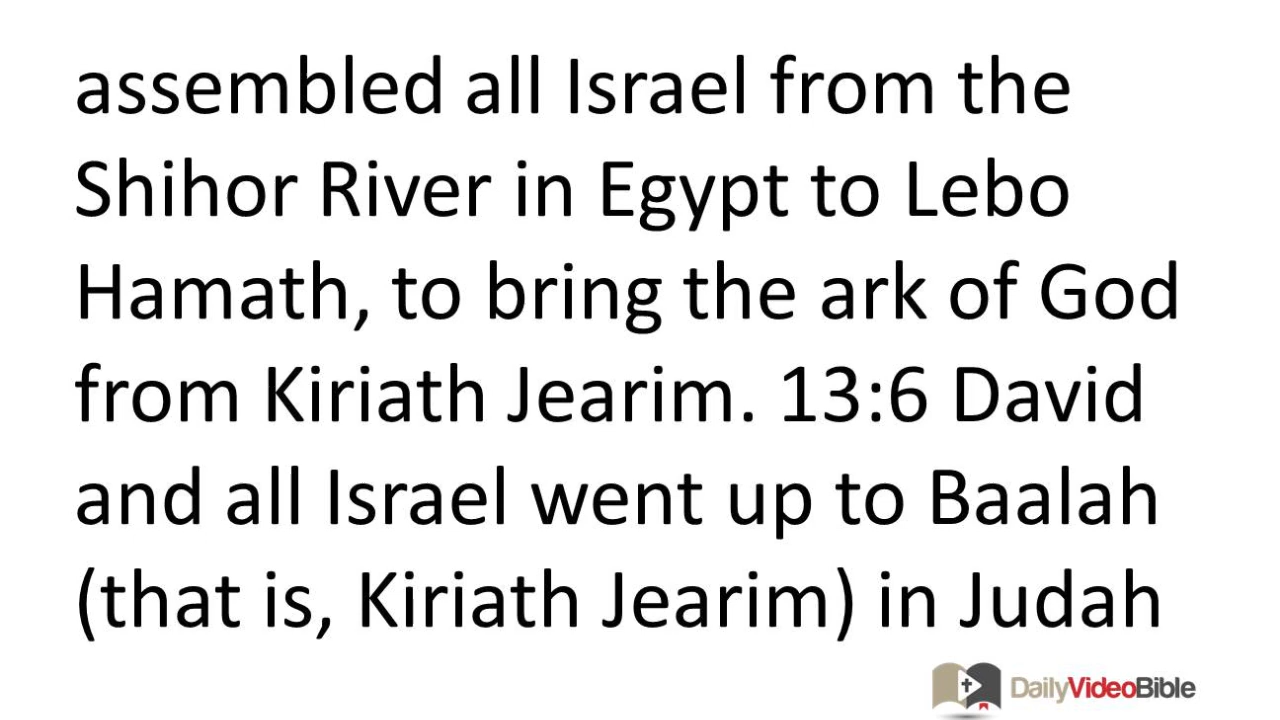 assembled all Israel from the
Shihor River in Egypt to Lebo
Hamath, to bring the ark of God
from Kiriath Jearim. 13:6 David
and all Israel went up to Baalah
(that is, Kiriath Jearim) in Judah
DailyVideoBible